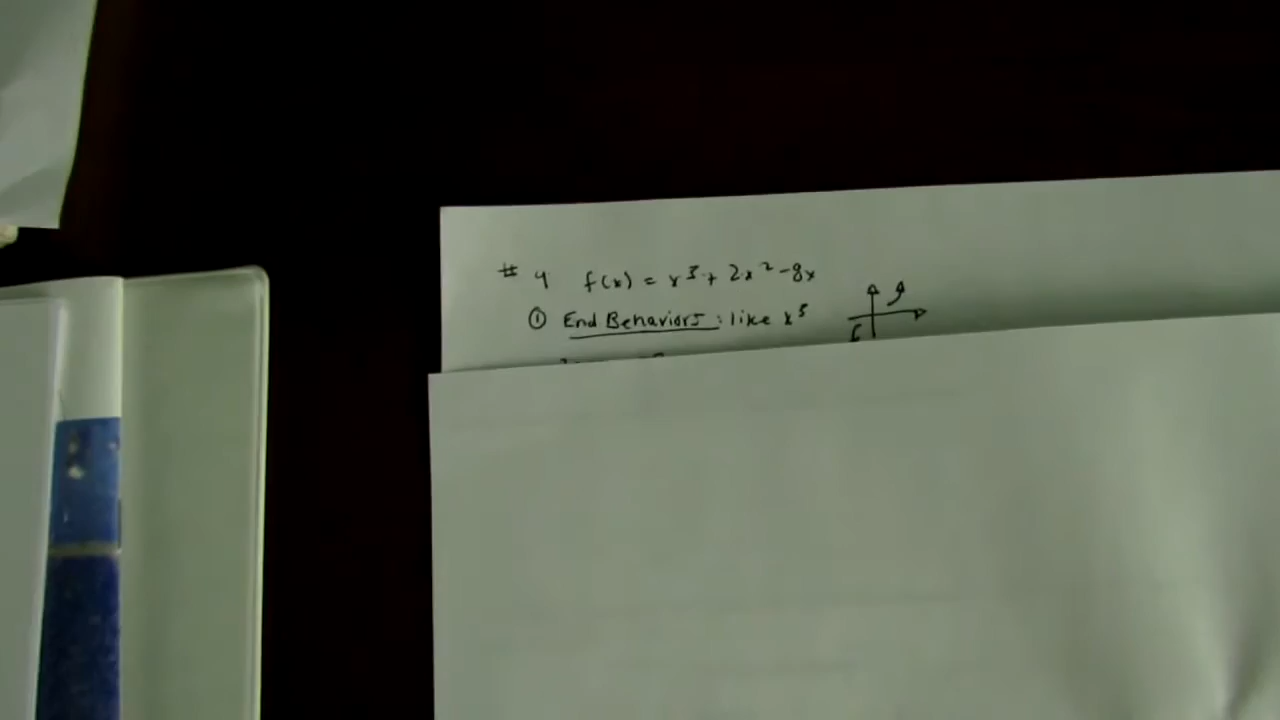 # 4 f(x) = x³ + 2x² - 8x
① End Behaviors: like x³